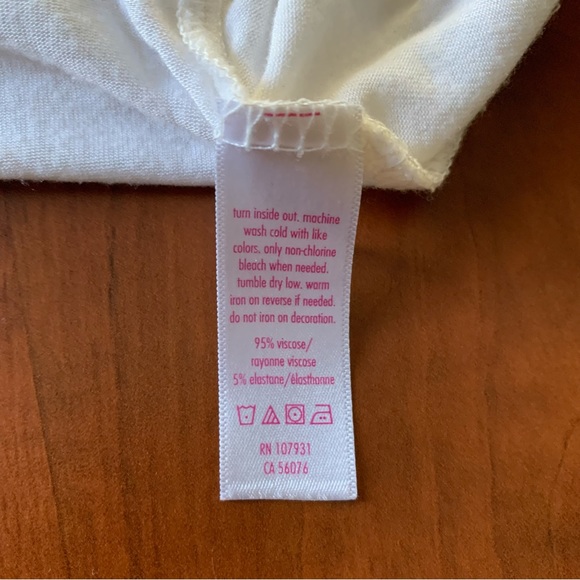 turn inside out. machine
wash cold with like
colors, only non-chlorine
bleach when needed.
tumble dry low. warm
iron on reverse if needed.
do not iron on decoration.
95% viscose/
rayonne viscose
5% elastane/élasthanne
RN 107931
CA 56076